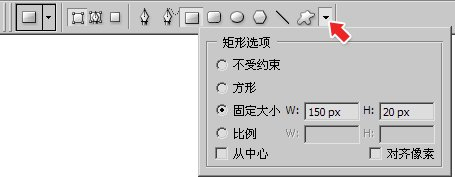 矩形选项
不受约束
方形
固定大小 W: 150 px H: 20 px
比例 W: H:
从中心 对齐像素